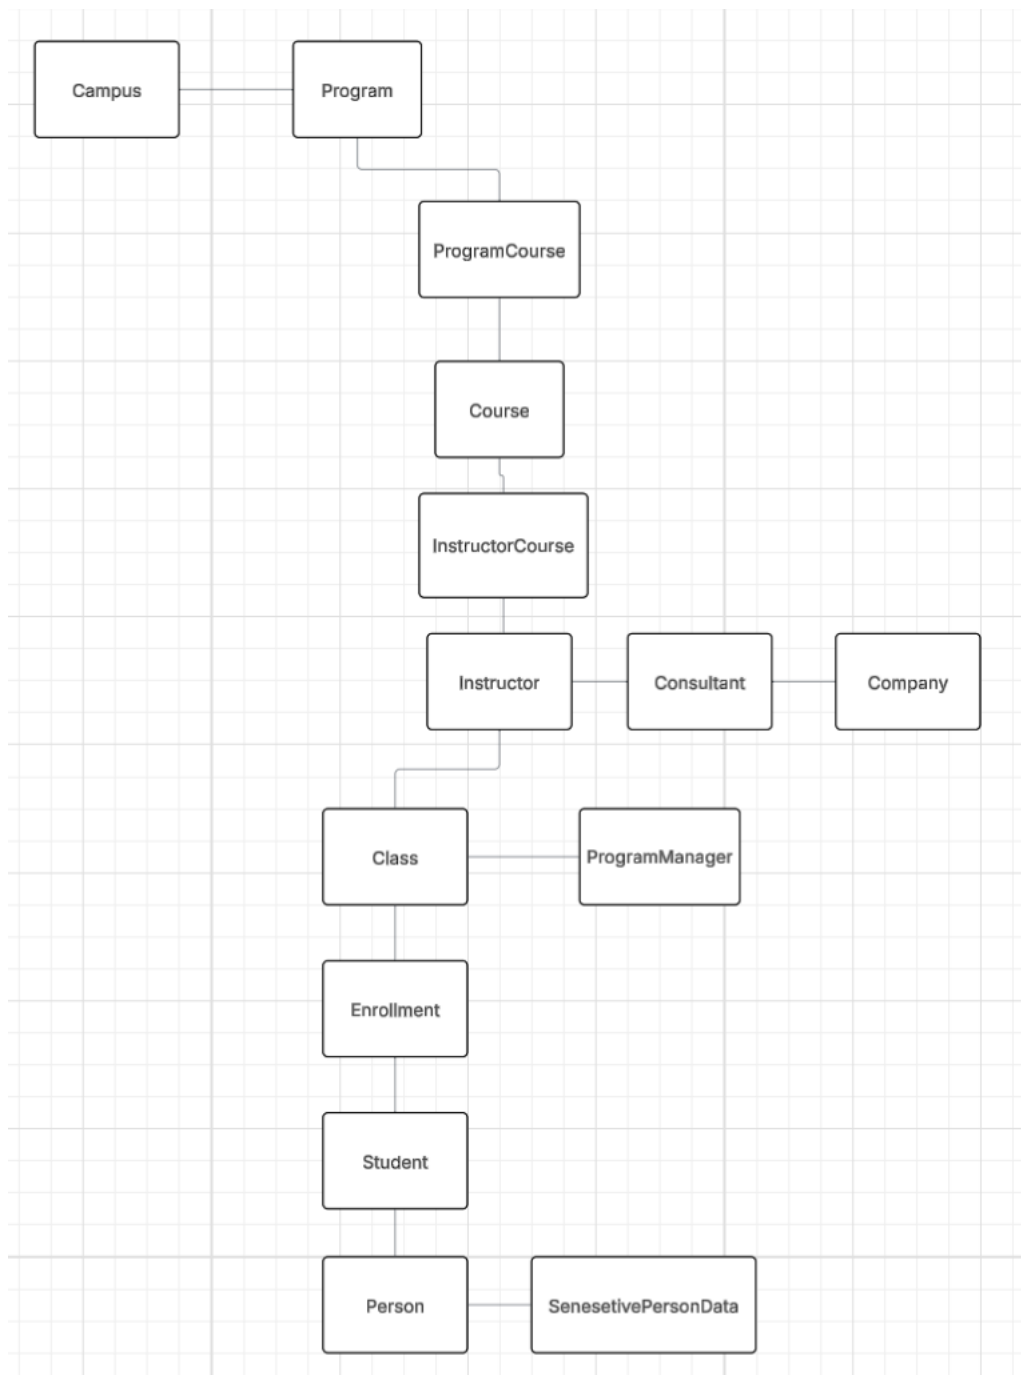 Campus
Program
ProgramCourse
Course
InstructorCourse
Instructor
Consultant
Company
Class
ProgramManager
Enrollment
Student
Person
SenesetivePersonData